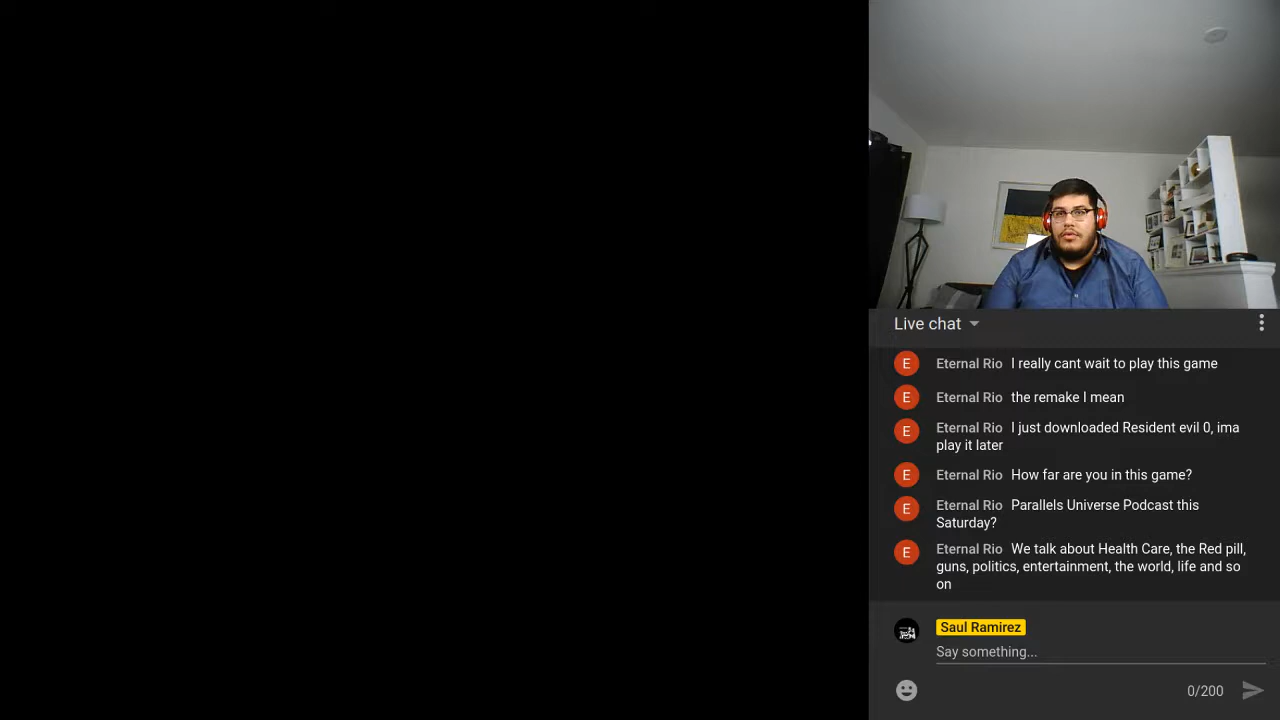 Live chat
E Eternal Rio I really cant wait to play this game
E Eternal Rio the remake I mean
E Eternal Rio I just downloaded Resident evil 0, ima
play it later
E Eternal Rio How far are you in this game?
E Eternal Rio Parallels Universe Podcast this
Saturday?
E Eternal Rio We talk about Health Care, the Red pill,
guns, politics, entertainment, the world, life and so
on
Saul Ramirez
Say something...
0/200